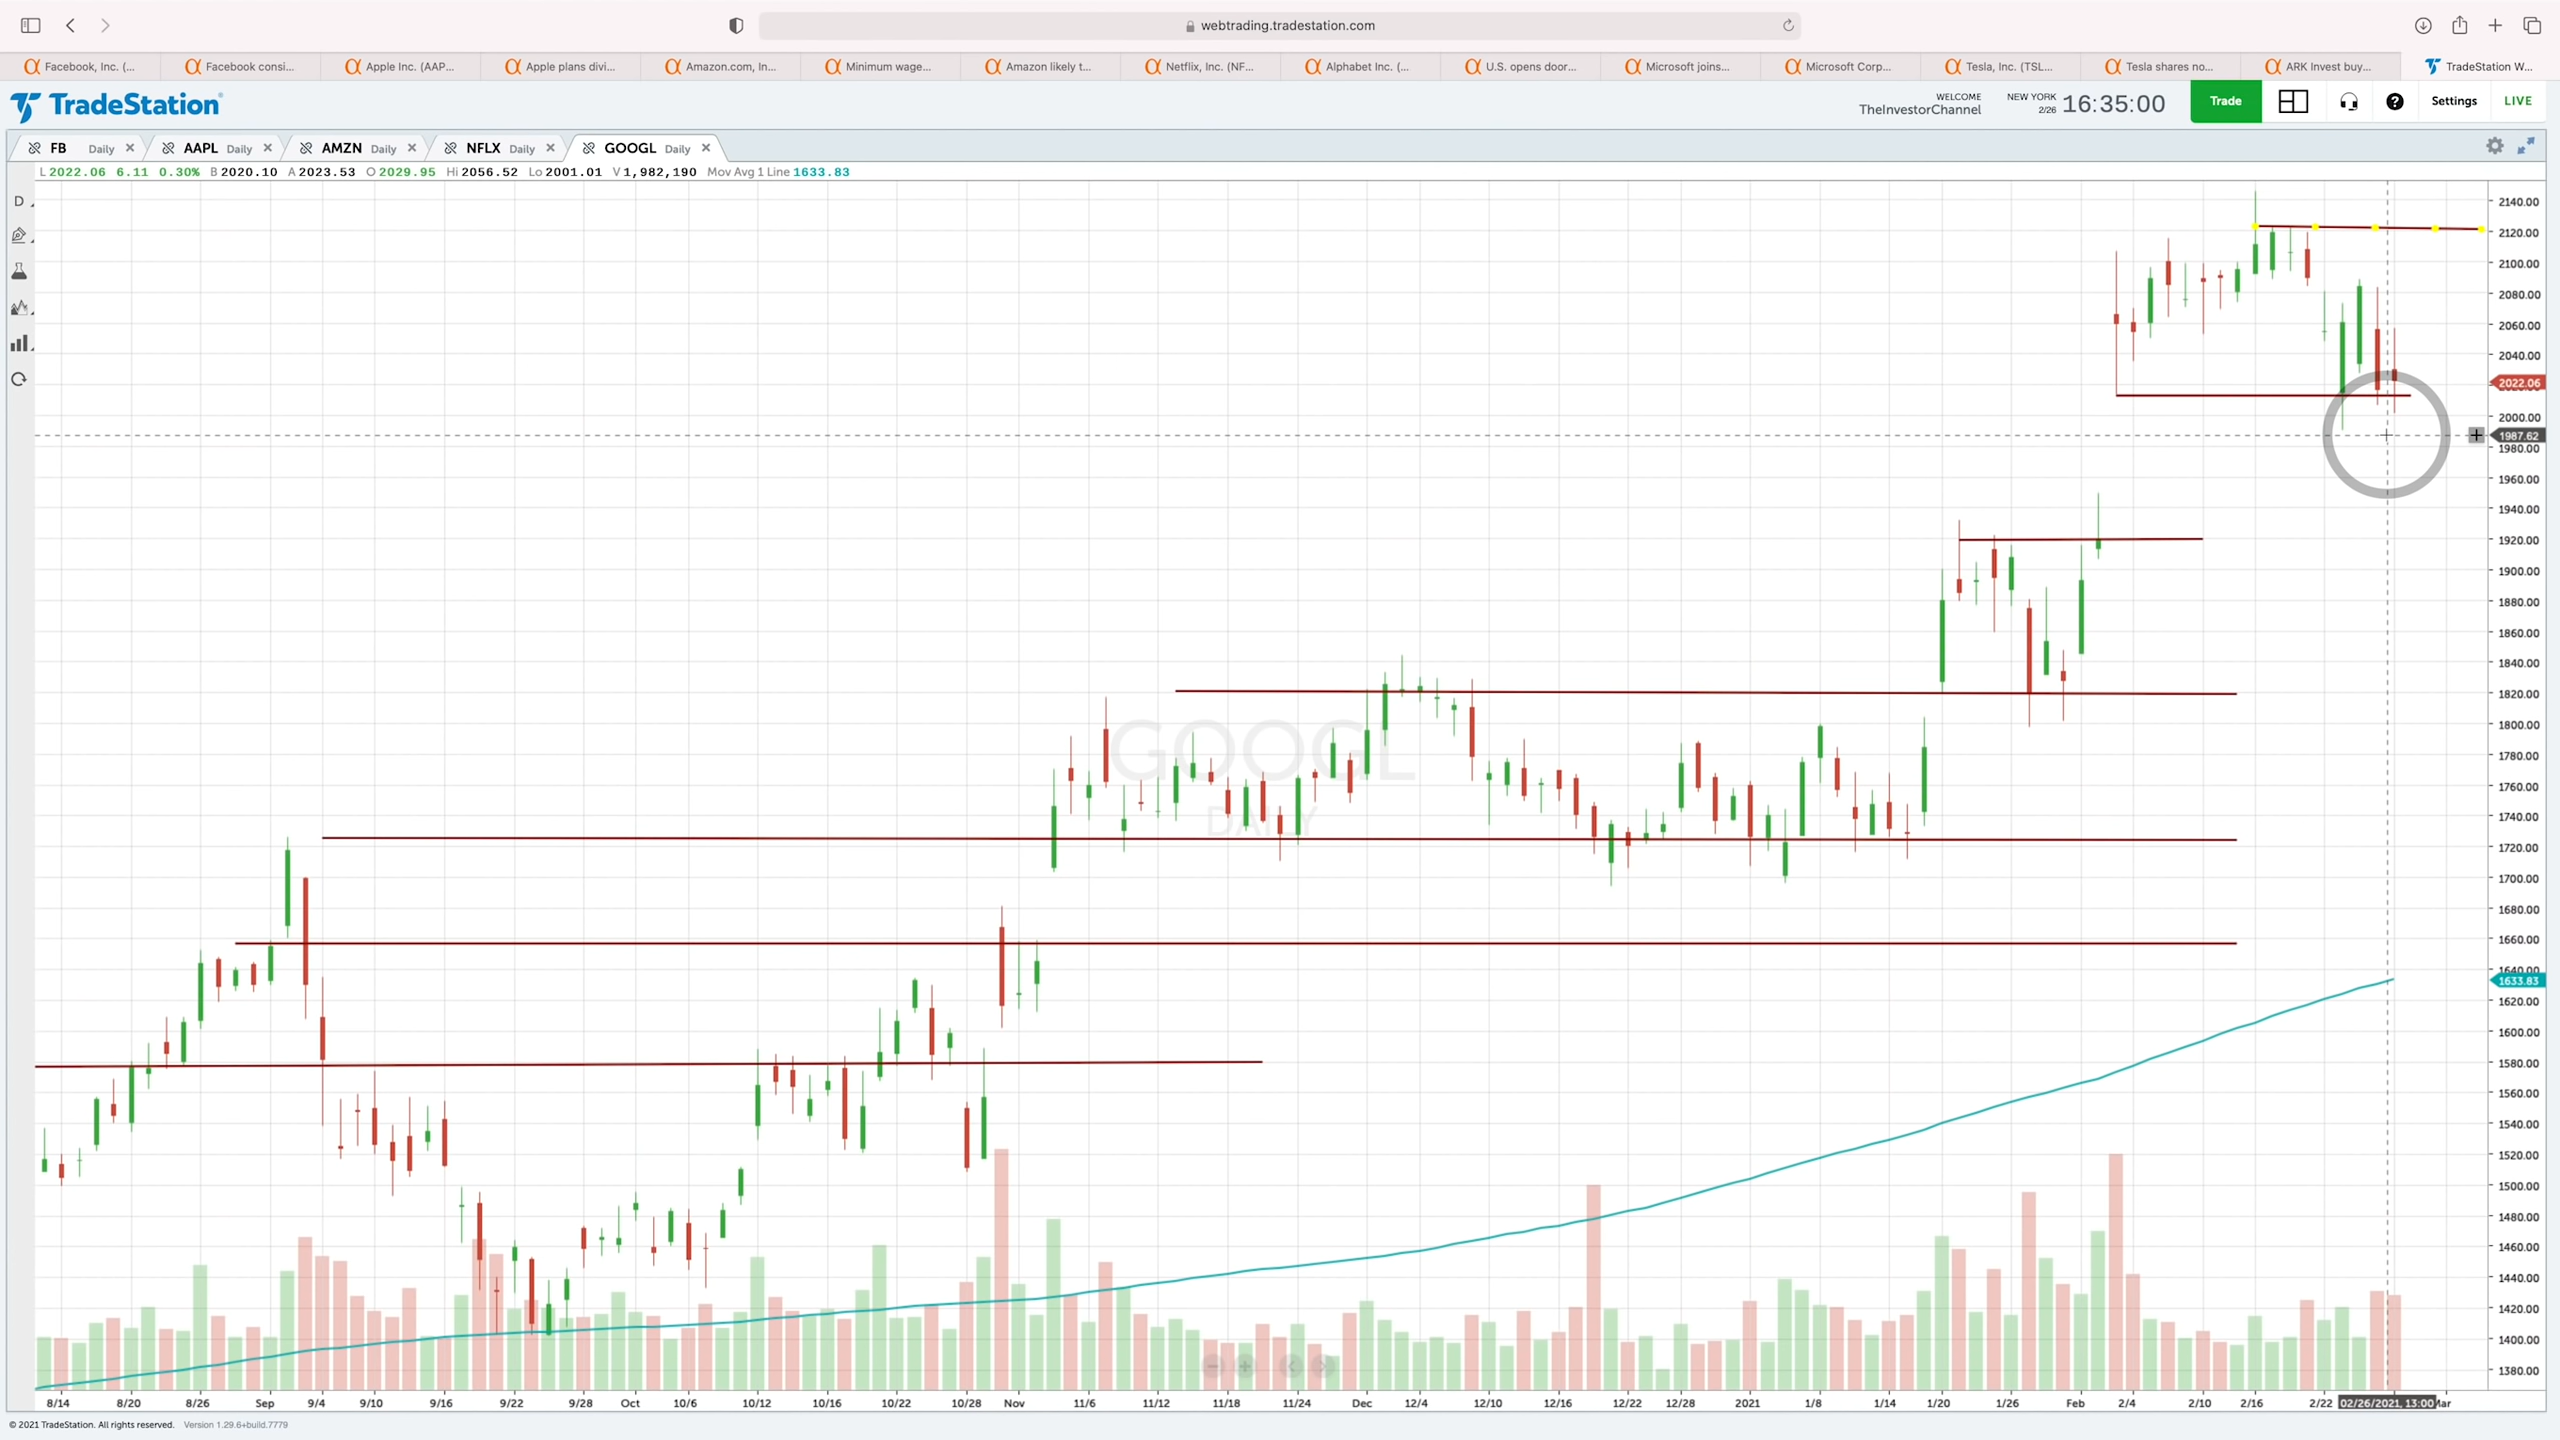 webtrading.tradestation.com
Facebook, Inc. (... Facebook consi... Apple Inc. (AAP... Apple plans divi... Amazon.com, In... Minimum wage... Amazon likely t... Netflix, Inc. (NF... Alphabet Inc. (... U.S. opens door... Microsoft joins... Microsoft Corp... Tesla, Inc. (TSL... Tesla shares no... ARK Invest buy... TradeStation W...
TradeStation
WELCOME
TheInvestorChannel
NEW YORK
2/26
16:35:00
Trade
Settings
LIVE
FB Daily AAPL Daily AMZN Daily NFLX Daily GOOGL Daily
L 2022.06 6.11 0.30% B 2020.10 A 2023.53 O 2029.95 Hi 2056.52 Lo 2001.01 V 1,982,190 Mov Avg 1 Line 1633.83
D
2140.00
2120.00
2100.00
2080.00
2060.00
2040.00
2022.06
2000.00
1987.62
1980.00
1960.00
1940.00
1920.00
1900.00
1880.00
1860.00
1840.00
1820.00
1800.00
1780.00
1760.00
1740.00
1720.00
1700.00
1680.00
1660.00
1640.00
1633.83
1620.00
1600.00
1580.00
1560.00
1540.00
1520.00
1500.00
1480.00
1460.00
1440.00
1420.00
1400.00
1380.00
GOOGL
DAILY
8/14 8/20 8/26 Sep 9/4 9/10 9/16 9/22 9/28 Oct 10/6 10/12 10/16 10/22 10/28 Nov 11/6 11/12 11/18 11/24 Dec 12/4 12/10 12/16 12/22 12/28 2021 1/8 1/14 1/20 1/26 Feb 2/4 2/10 2/16 2/22 02/26/2021, 13:00 Mar
© 2021 TradeStation. All rights reserved. Version 1.29.6+build.7779